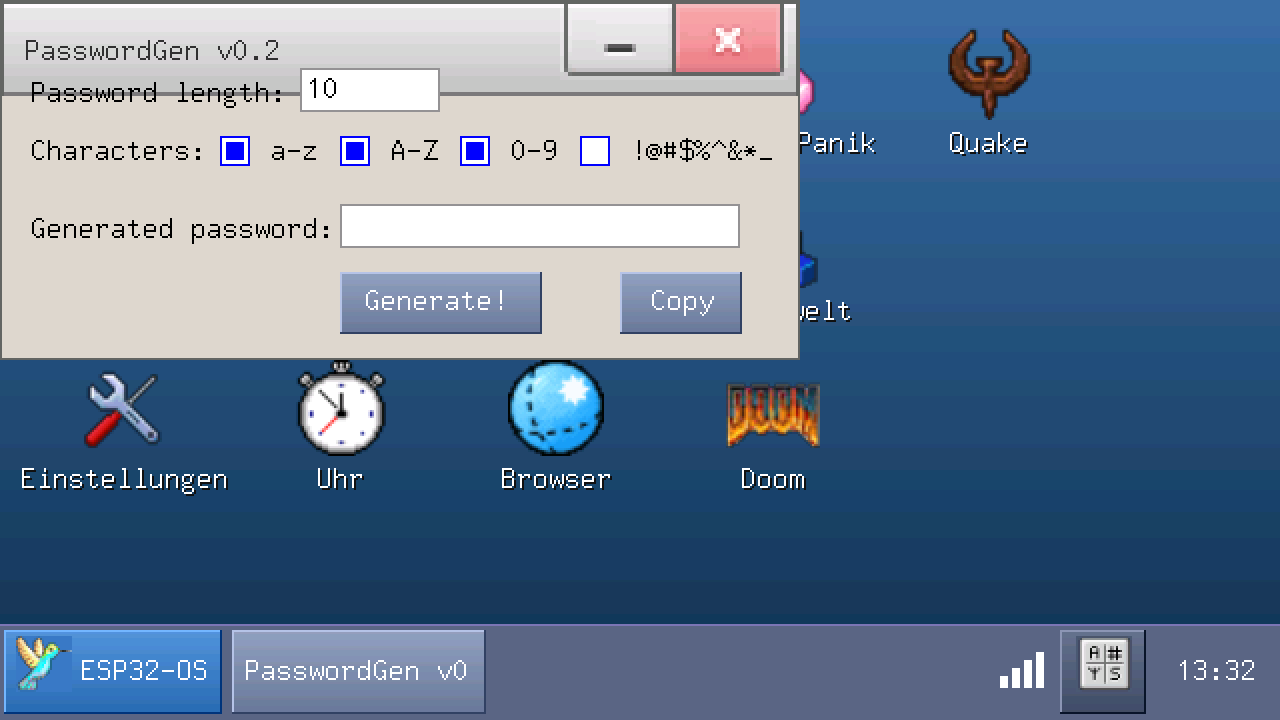 PasswordGen v0.2
Password length: 10
Characters: a-z A-Z 0-9 !@#$%^&*_
Generated password:
Generate! Copy
Panik
Quake
welt
Einstellungen
Uhr
Browser
DOOM
Doom
ESP32-OS
PasswordGen v0
A #
Y S
13:32